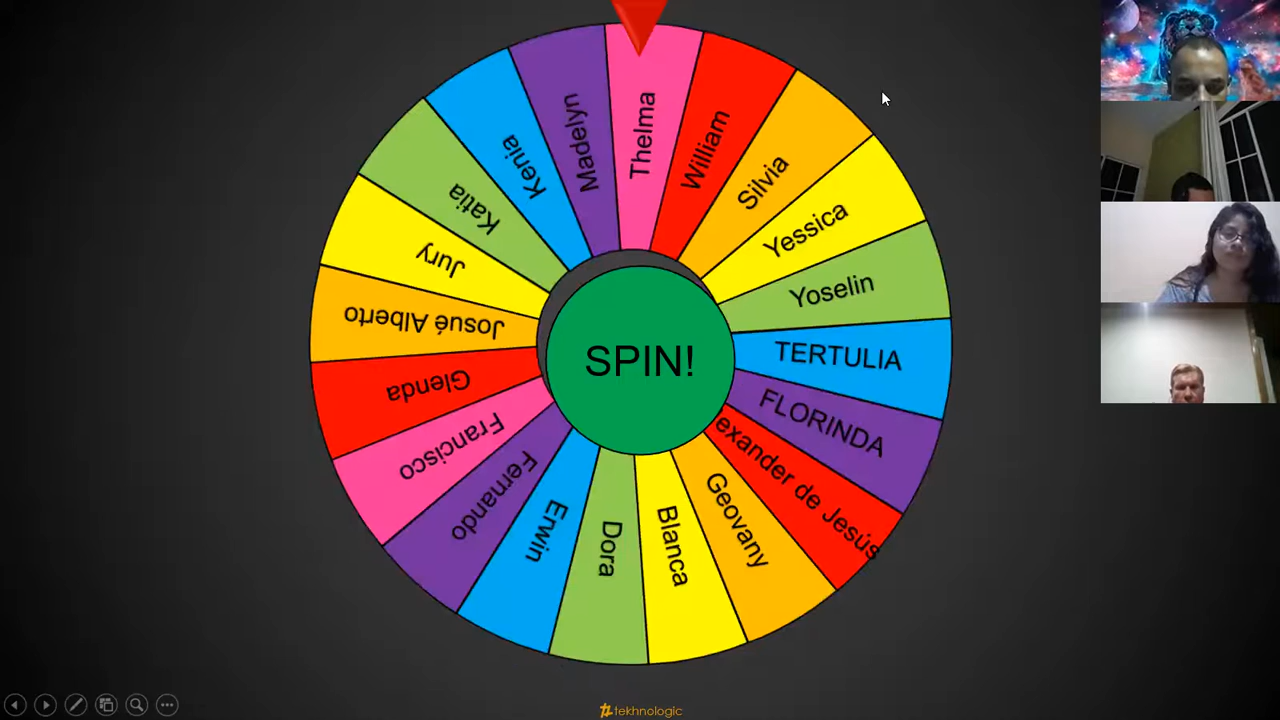 Thelma
William
Silvia
Yessica
Yoselin
TERTULIA
FLORINDA
exander de Jesús
Geovany
Blanca
Dora
Erwin
Fernando
Francisco
Glenda
Josué Alberto
Jury
Katia
Kenia
Madelyn
SPIN!
tekhnologic